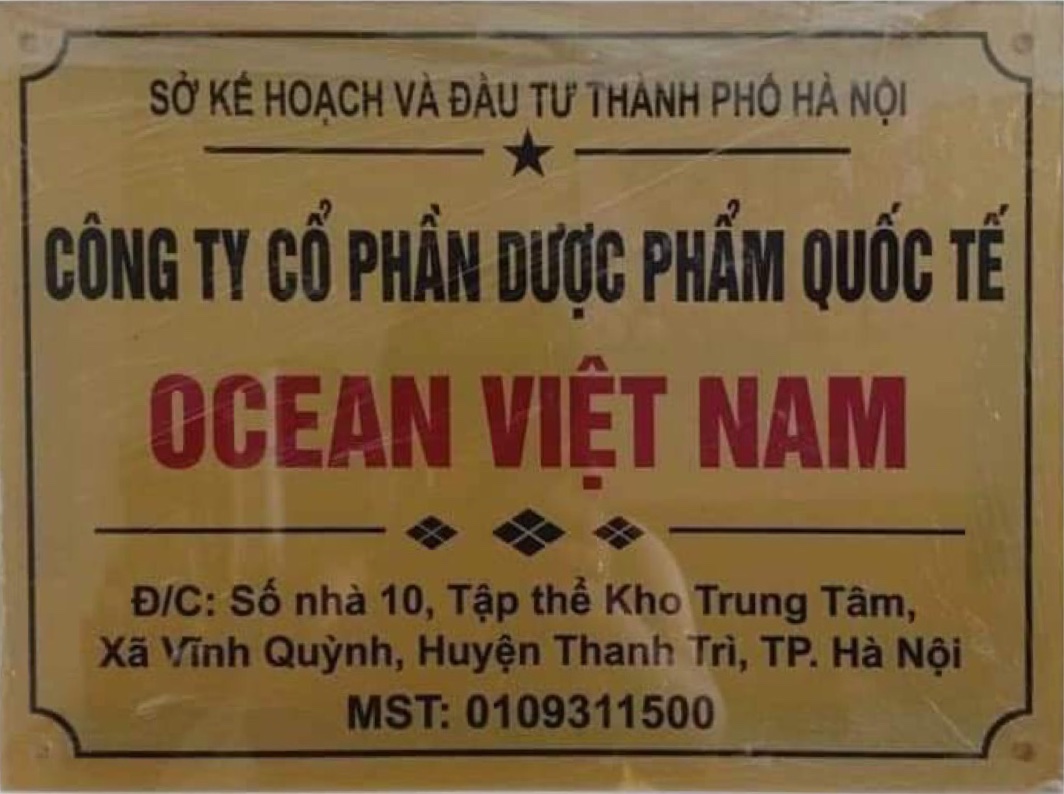 SỞ KẾ HOẠCH VÀ ĐẦU TƯ THÀNH PHỐ HÀ NỘI
CÔNG TY CỔ PHẦN DƯỢC PHẨM QUỐC TẾ
OCEAN VIỆT NAM
Đ/C: Số nhà 10, Tập thể Kho Trung Tâm,
Xã Vĩnh Quỳnh, Huyện Thanh Trì, TP. Hà Nội
MST: 0109311500